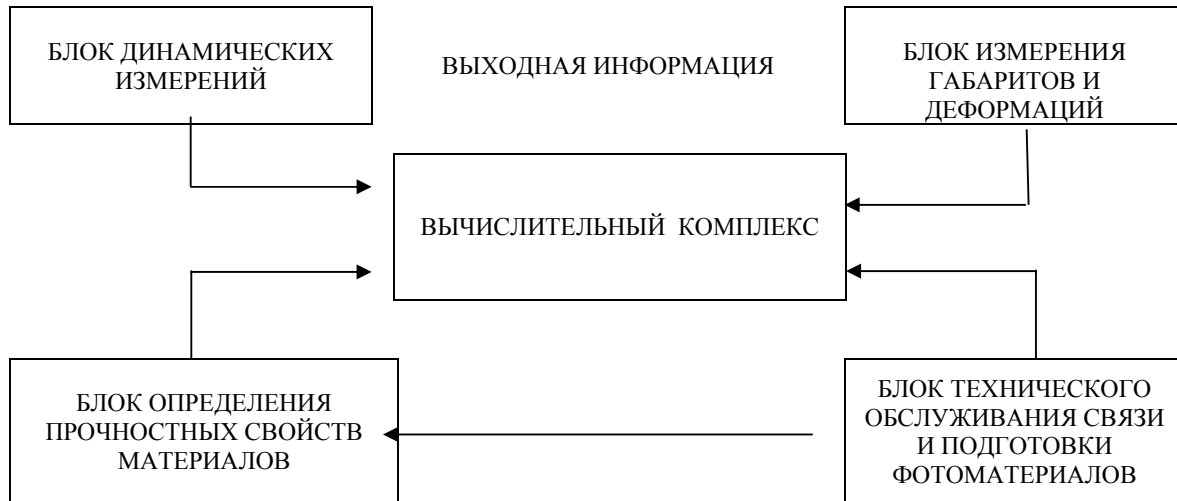 БЛОК ДИНАМИЧЕСКИХ
ИЗМЕРЕНИЙ
ВЫХОДНАЯ ИНФОРМАЦИЯ
БЛОК ИЗМЕРЕНИЯ
ГАБАРИТОВ И
ДЕФОРМАЦИЙ
ВЫЧИСЛИТЕЛЬНЫЙ КОМПЛЕКС
БЛОК ОПРЕДЕЛЕНИЯ
ПРОЧНОСТНЫХ СВОЙСТВ
МАТЕРИАЛОВ
БЛОК ТЕХНИЧЕСКОГО
ОБСЛУЖИВАНИЯ СВЯЗИ
И ПОДГОТОВКИ
ФОТОМАТЕРИАЛОВ